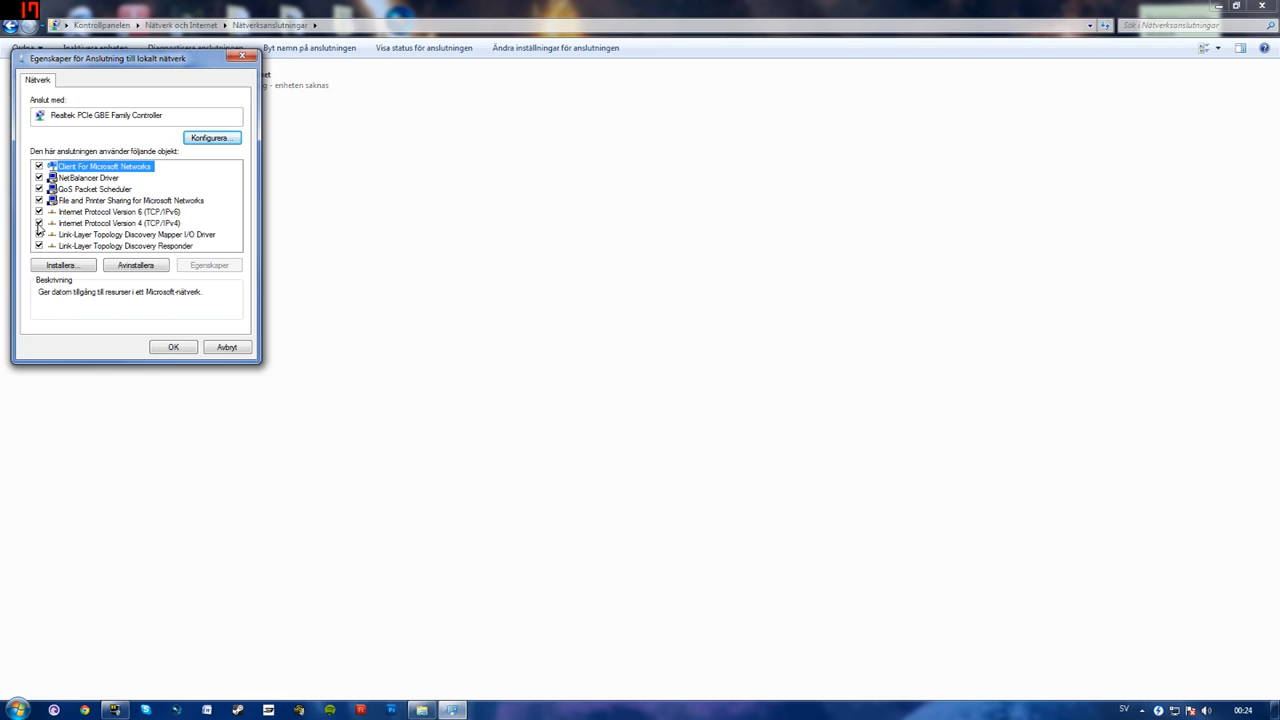 17
Kontrollpanelen Nätverk och Internet Nätverksanslutningar
Sök i Nätverksanslutningar
Byt namn på anslutningen Visa status för anslutningen Ändra inställningar för anslutningen
Egenskaper för Anslutning till lokalt nätverk
- enheten saknas
Nätverk
Anslut med:
Realtek PCIe GBE Family Controller
Konfigurera...
Den här anslutningen använder följande objekt:
Client For Microsoft Networks
NetBalancer Driver
QoS Packet Scheduler
File and Printer Sharing for Microsoft Networks
Internet Protocol Version 6 (TCP/IPv6)
Internet Protocol Version 4 (TCP/IPv4)
Link-Layer Topology Discovery Mapper I/O Driver
Link-Layer Topology Discovery Responder
Installera... Avinstallera Egenskaper
Beskrivning
Ger datorn tillgång till resurser i ett Microsoft-nätverk.
OK Avbryt
SV 00:24